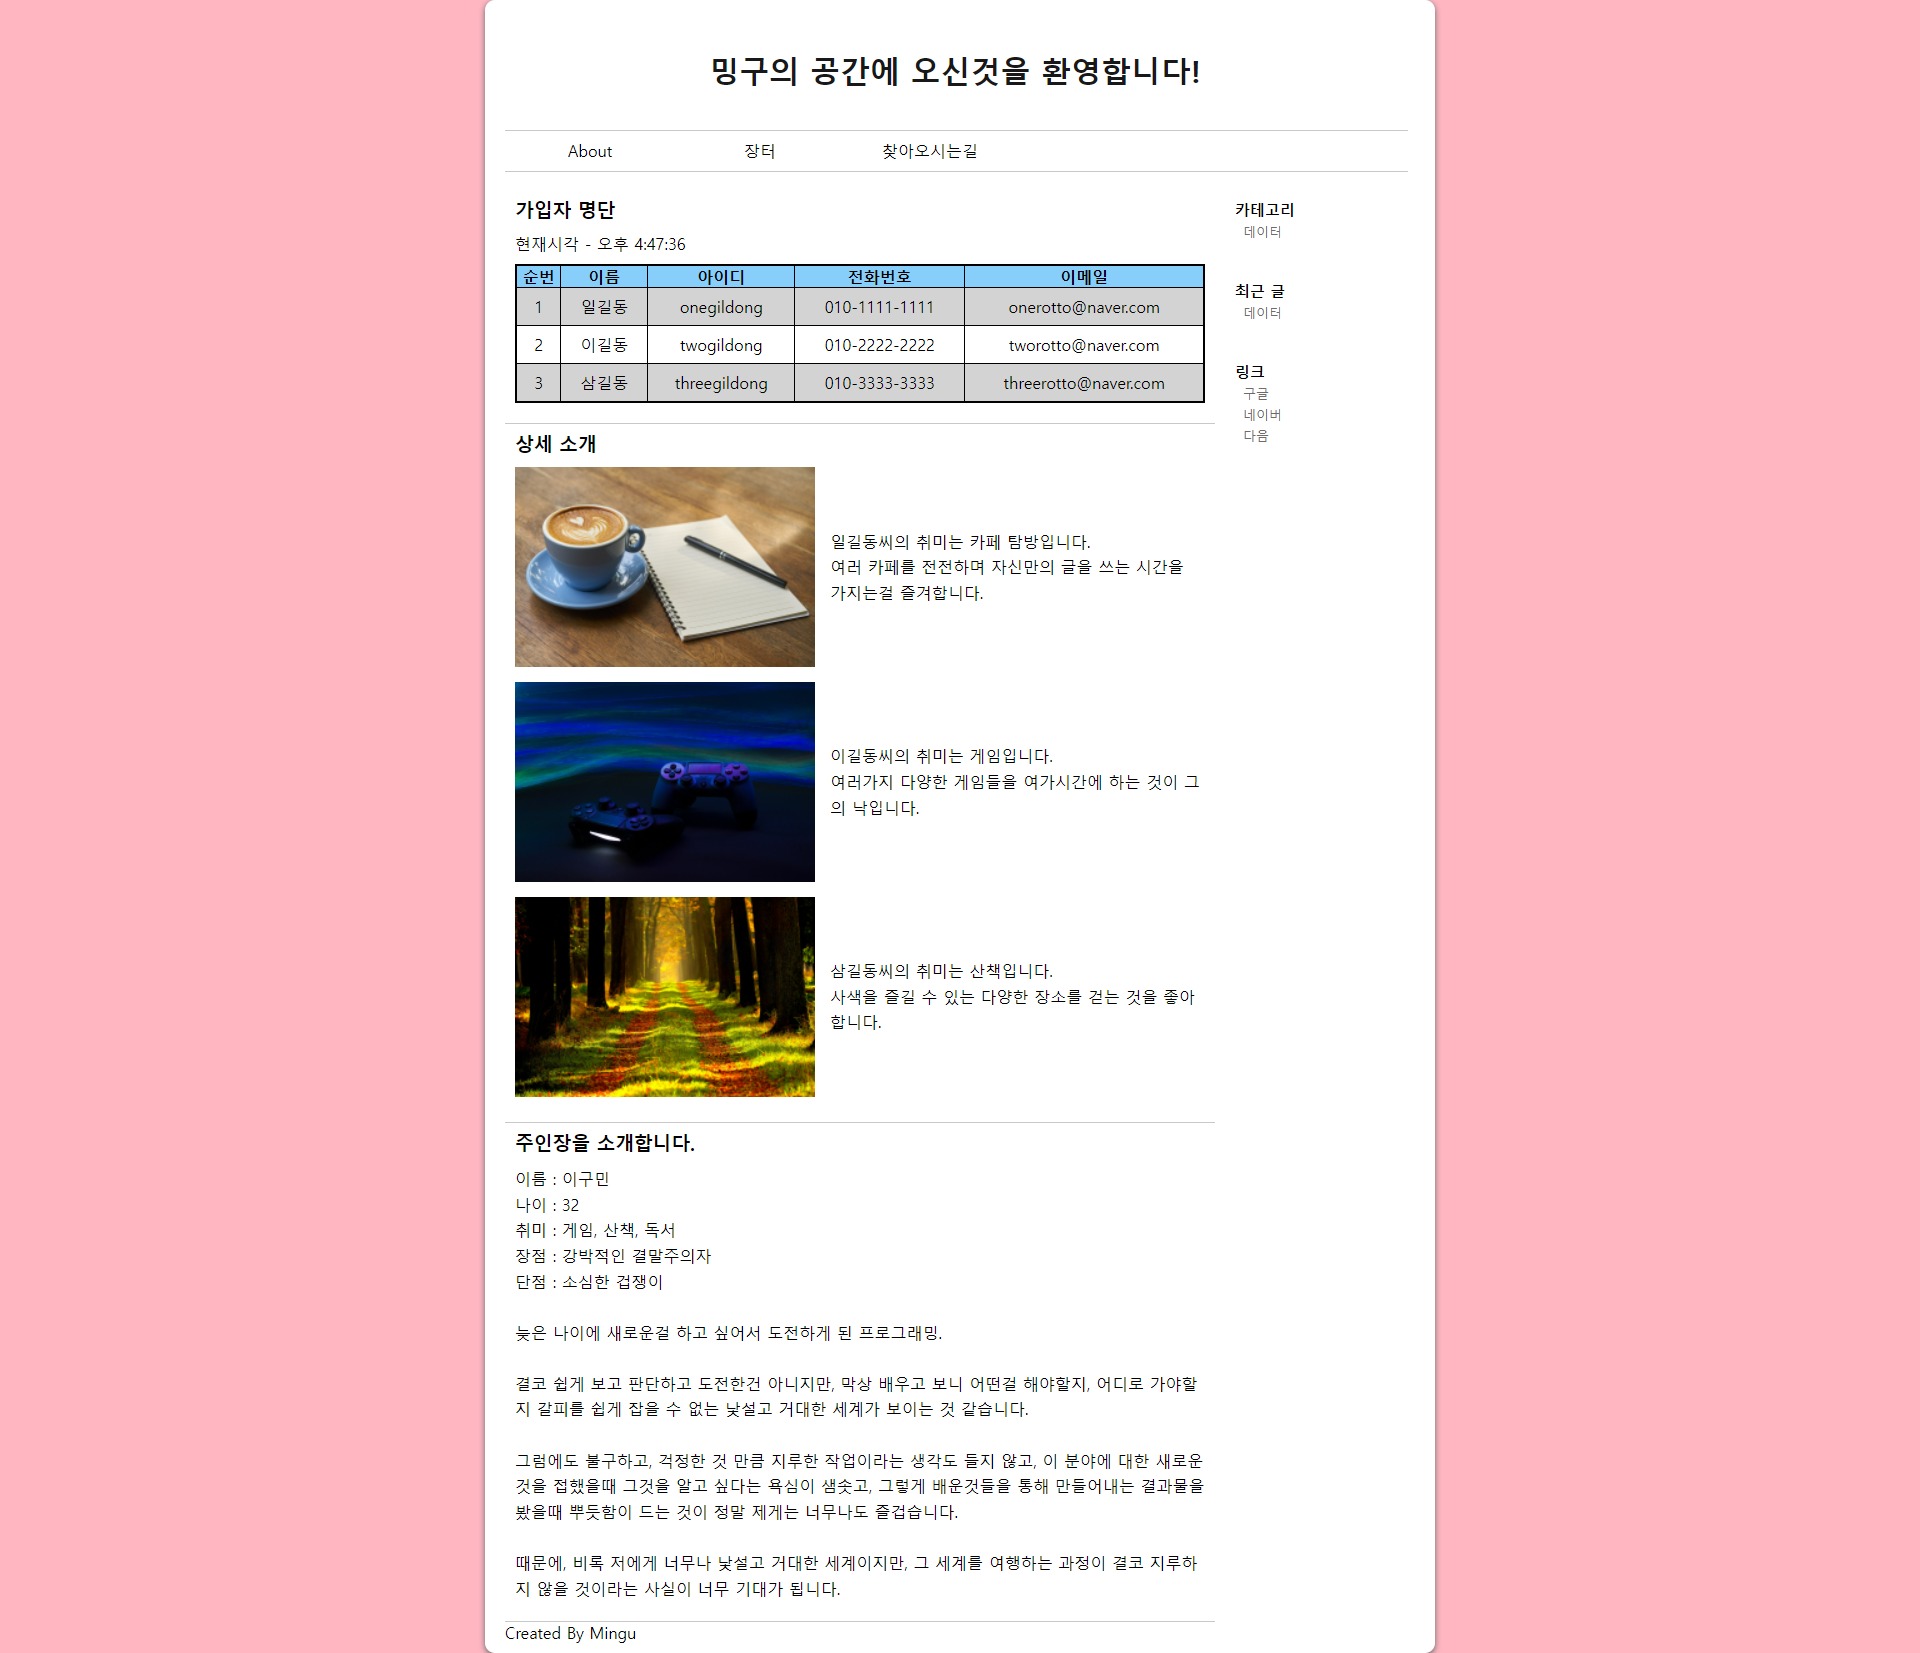 밍구의 공간에 오신것을 환영합니다!
About 장터 찾아오시는길
가입자 명단
현재시각 - 오후 4:47:36
순번 이름 아이디 전화번호 이메일
1 일길동 onegildong 010-1111-1111 onerotto@naver.com
2 이길동 twogildong 010-2222-2222 tworotto@naver.com
3 삼길동 threegildong 010-3333-3333 threerotto@naver.com
상세 소개
일길동씨의 취미는 카페 탐방입니다.
여러 카페를 전전하며 자신만의 글을 쓰는 시간을
가지는걸 즐겨합니다.
이길동씨의 취미는 게임입니다.
여러가지 다양한 게임들을 여가시간에 하는 것이 그
의 낙입니다.
삼길동씨의 취미는 산책입니다.
사색을 즐길 수 있는 다양한 장소를 걷는 것을 좋아
합니다.
주인장을 소개합니다.
이름 : 이구민
나이 : 32
취미 : 게임, 산책, 독서
장점 : 강박적인 결말주의자
단점 : 소심한 겁쟁이
늦은 나이에 새로운걸 하고 싶어서 도전하게 된 프로그래밍.
결코 쉽게 보고 판단하고 도전한건 아니지만, 막상 배우고 보니 어떤걸 해야할지, 어디로 가야할
지 갈피를 쉽게 잡을 수 없는 낯설고 거대한 세계가 보이는 것 같습니다.
그럼에도 불구하고, 걱정한 것 만큼 지루한 작업이라는 생각도 들지 않고, 이 분야에 대한 새로운
것을 접했을때 그것을 알고 싶다는 욕심이 샘솟고, 그렇게 배운것들을 통해 만들어내는 결과물을
봤을때 뿌듯함이 드는 것이 정말 제게는 너무나도 즐겁습니다.
때문에, 비록 저에게 너무나 낯설고 거대한 세계이지만, 그 세계를 여행하는 과정이 결코 지루하
지 않을 것이라는 사실이 너무 기대가 됩니다.
카테고리
데이터
최근 글
데이터
링크
구글
네이버
다음
Created By Mingu